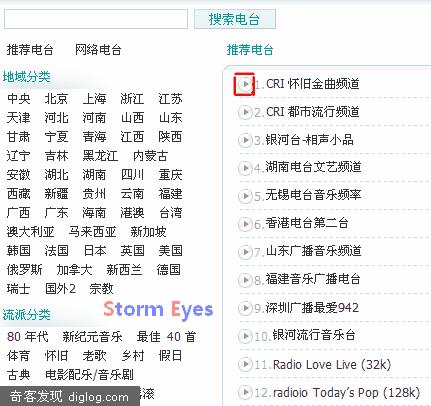 搜索电台
推荐电台 网络电台
地域分类
中央 北京 上海 浙江 江苏
天津 河北 河南 山西 山东
甘肃 宁夏 青海 江西 陕西
辽宁 吉林 黑龙江 内蒙古
安徽 湖北 湖南 四川 重庆
西藏 新疆 贵州 云南 福建
广西 广东 海南 港澳 台湾
澳大利亚 马来西亚 新加坡
韩国 法国 日本 英国 美国
俄罗斯 加拿大 新西兰 德国
瑞士 国外2 宗教
Storm Eyes
流派分类
80 年代 新纪元音乐 最佳 40 首
体育 怀旧 老歌 乡村 假日
古典 电影配乐/音乐剧
摇滚
奇客发现 diglog.com
推荐电台
1. CRI 怀旧金曲频道
2. CRI 都市流行频道
3. 银河台-相声小品
4. 湖南电台文艺频道
5. 无锡电台音乐频率
6. 香港电台第二台
7. 山东广播音乐频道
8. 福建音乐广播电台
9. 深圳广播最爱942
10. 银河流行音乐台
11. Radio Love Live (32k)
12. radioio Today's Pop (128k)